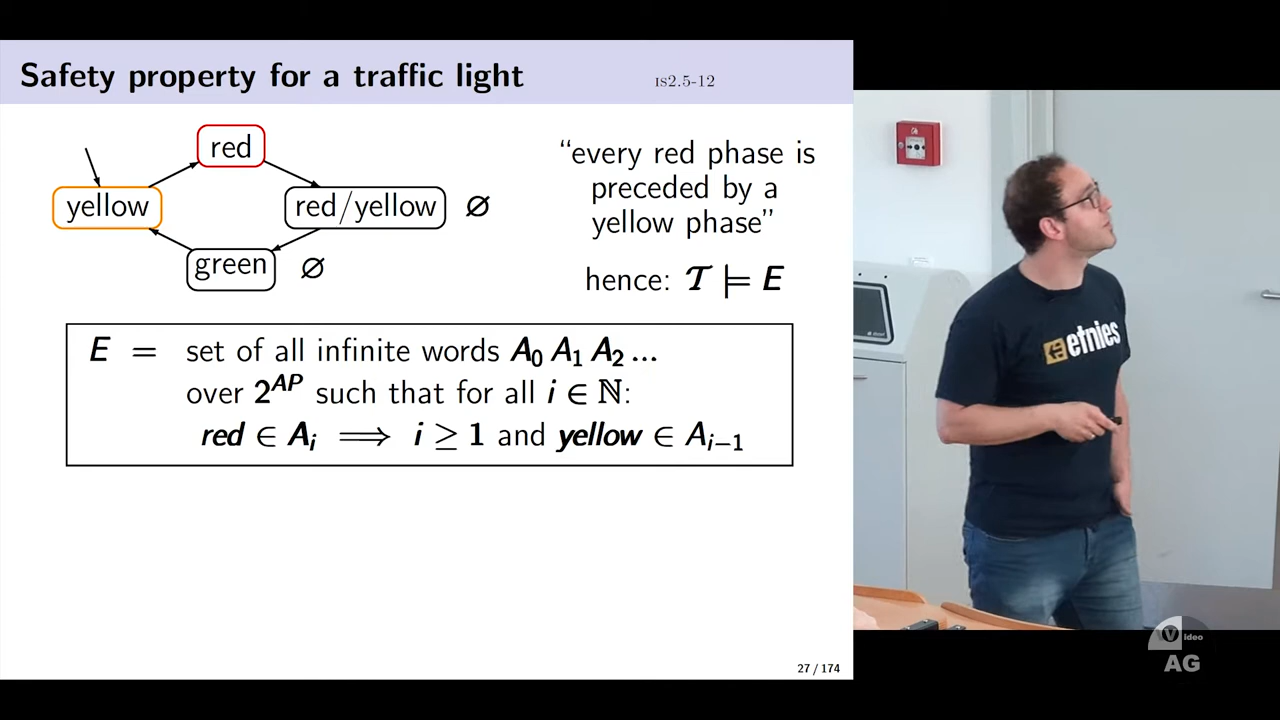 Safety property for a traffic light
IS2.5-12
red
yellow
red/yellow ∅
green ∅
“every red phase is
preceded by a
yellow phase”
hence: 𝒯 ⊨ E
E = set of all infinite words A₀ A₁ A₂ ...
over 2^AP such that for all i ∈ ℕ:
red ∈ Aᵢ ⟹ i ≥ 1 and yellow ∈ Aᵢ₋₁
27 / 174
etnies
Video
AG